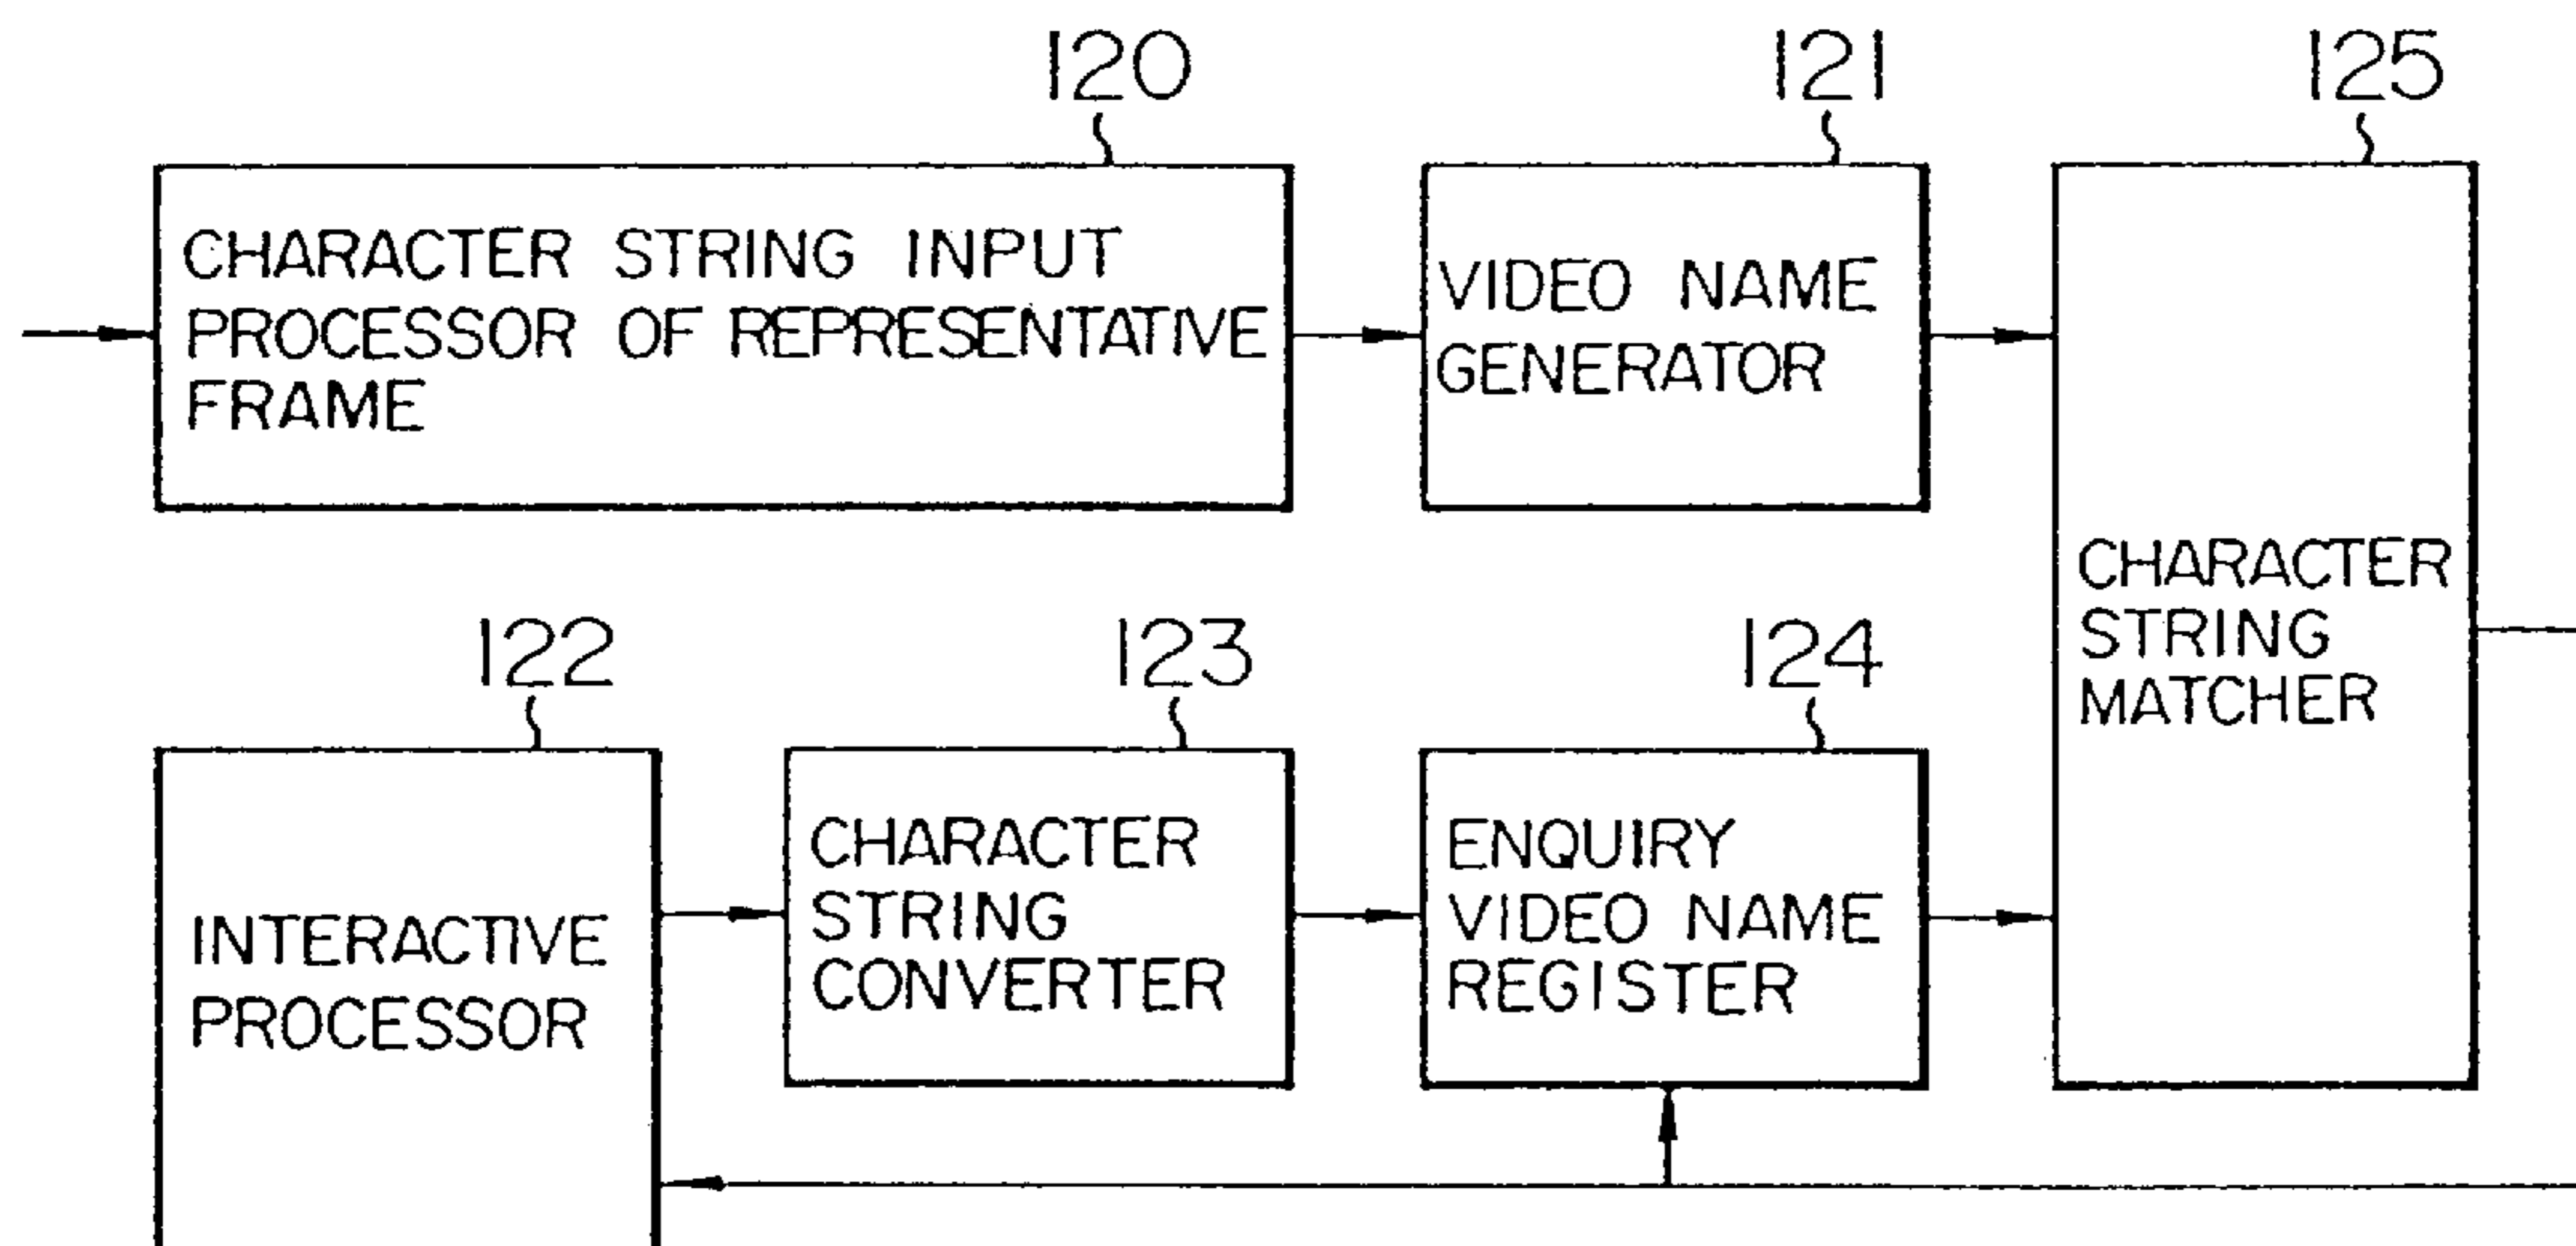 120
121
125
CHARACTER STRING INPUT
PROCESSOR OF REPRESENTATIVE
FRAME
VIDEO NAME
GENERATOR
CHARACTER
STRING
MATCHER
122
123
124
INTERACTIVE
PROCESSOR
CHARACTER
STRING
CONVERTER
ENQUIRY
VIDEO NAME
REGISTER